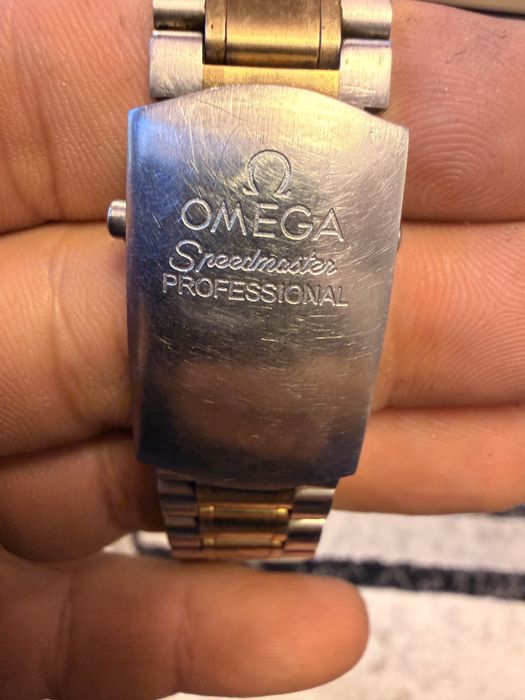 Ω
OMEGA
Speedmaster
PROFESSIONAL